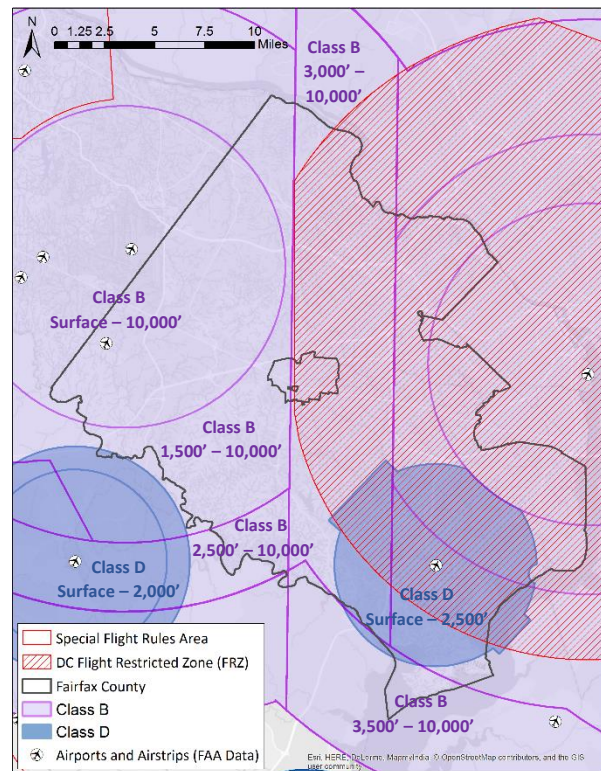 N
0 1.25 2.5 5 7.5 10
Miles
Class B
3,000' –
10,000'
Class B
Surface – 10,000'
Class B
1,500' – 10,000'
Class B
2,500' – 10,000'
Class D
Surface – 2,000'
Class D
Surface – 2,500'
Class B
3,500' – 10,000'
Special Flight Rules Area
DC Flight Restricted Zone (FRZ)
Fairfax County
Class B
Class D
Airports and Airstrips (FAA Data)
Esri, HERE, DeLorme, MapmyIndia, © OpenStreetMap contributors, and the GIS
user community